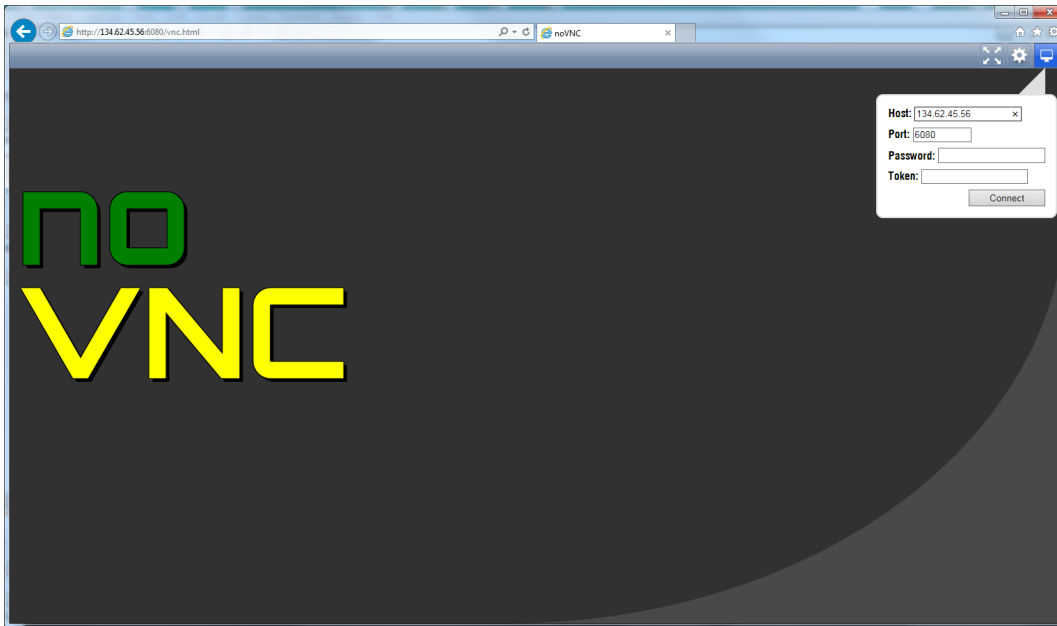 http://134.62.45.56:6080/vnc.html
noVNC
Host: 134.62.45.56
Port: 6080
Password:
Token:
Connect
no
VNC